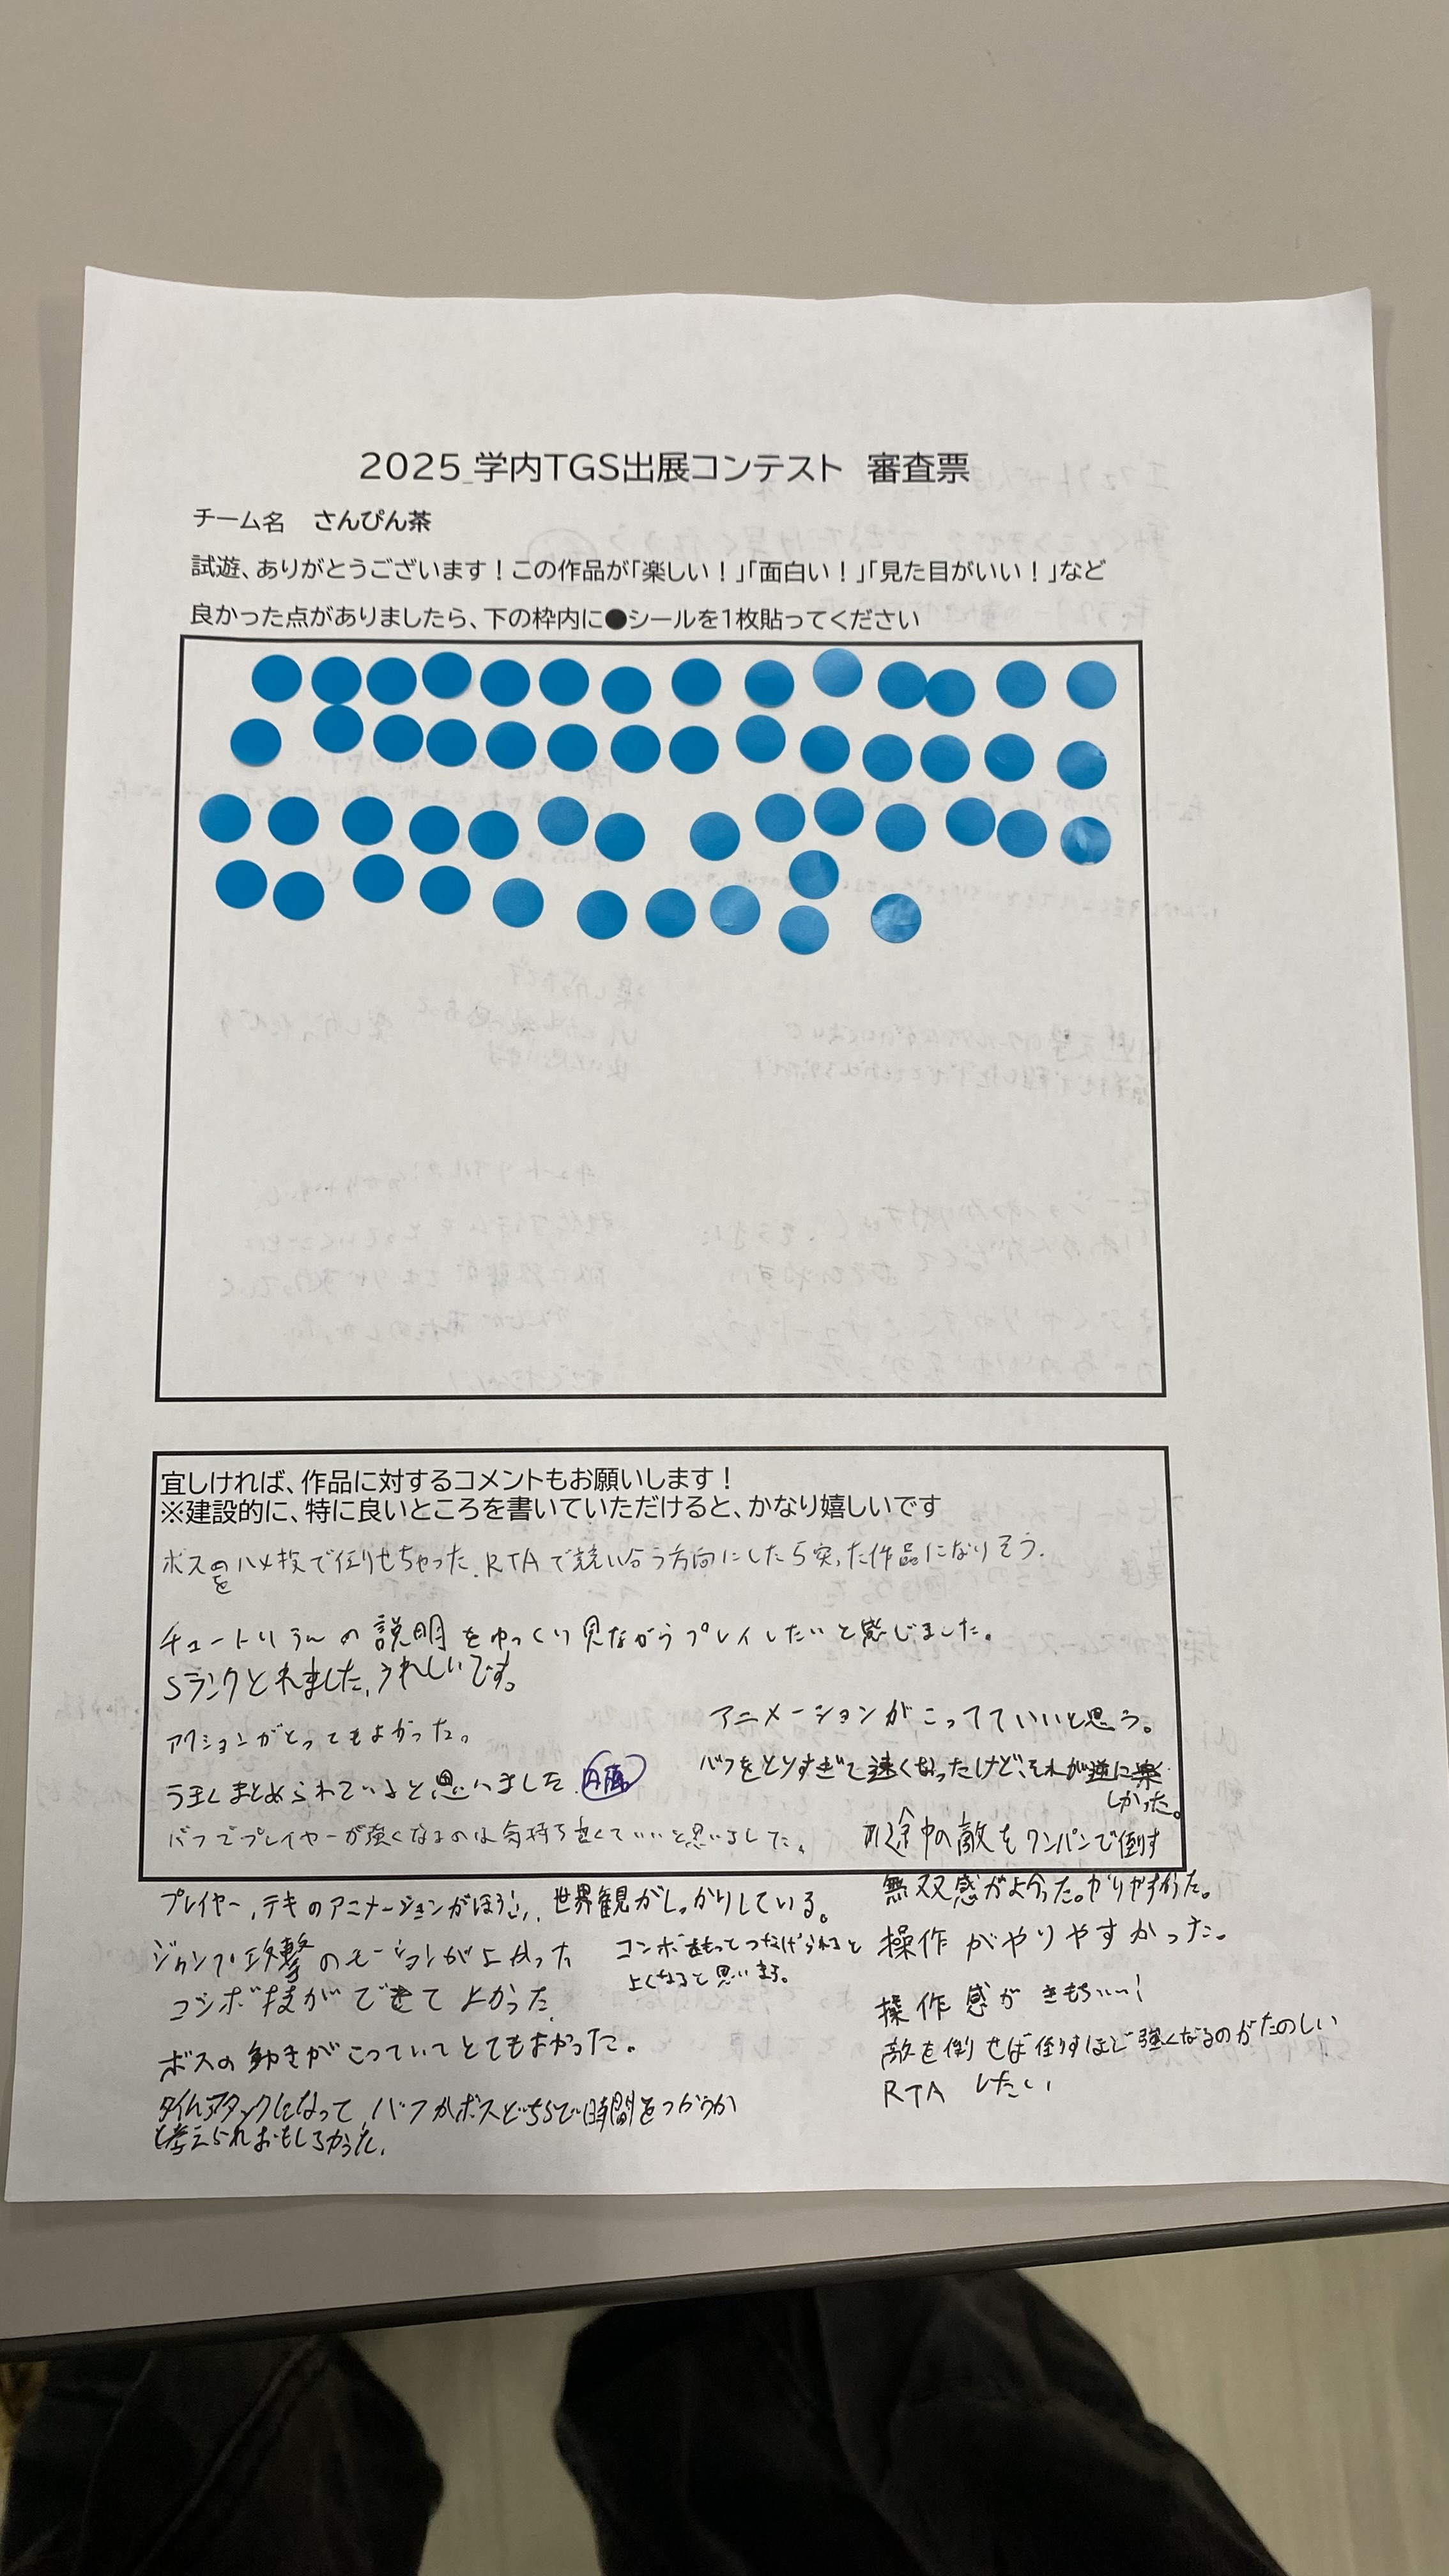 2025_学内TGS出展コンテスト 審査票
チーム名 さんぴん茶
試遊、ありがとうございます！この作品が「楽しい！」「面白い！」「見た目がいい！」など
良かった点がありましたら、下の枠内に●シールを1枚貼ってください
宜しければ、作品に対するコメントもお願いします！
※建設的に、特に良いところを書いていただけると、かなり嬉しいです
ボスのハメ技で倒せちゃった。RTAで競い合う方向にしたら尖った作品になりそう.
を
の説明をゆっくり見ながらプレイしたいと感じました。
Sランクとれました。うれしいです。
アクションがとってもよかった。
うまくまとめられていると思いました.
バフでプレイヤーが強くなるのは気持ち良くていいと思いました。
アニメーションがこってていいと思う。
バフをとりすぎて速くなったけど、それが逆に楽
しかった。
途中の敵をワンパンで倒す
無双感がよかった。やりやすかった。
プレイヤー、テキのアニメーションがほうふ、世界観がしっかりしている。
ジャンプ攻撃のモーションがよかった
コンボをもっとつなげられると
よくなると思います。
操作がやりやすかった。
コンボ技ができてよかった
操作感がきもちいい！
ボスの動きがこっていてとてもよかった。
敵を倒せば倒すほど強くなるのがたのしい
RTA したい
タイムアタックになって、バフかボスどちらで時間をつかうか
考えられおもしろかった.